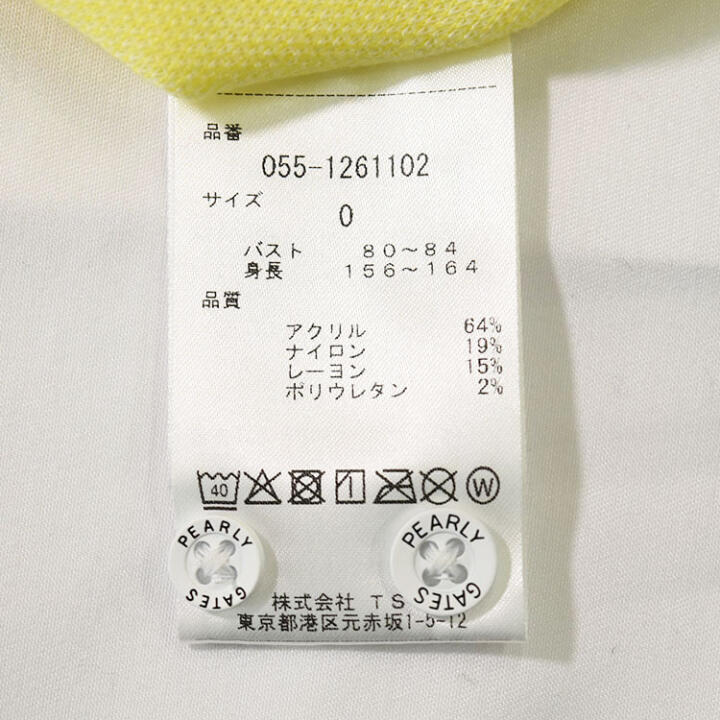 品番
055-1261102
サイズ
0
バスト 80～84
身長 156～164
品質
アクリル 64%
ナイロン 19%
レーヨン 15%
ポリウレタン 2%
40
W
PEARLY GATES
PEARLY GATES
株式会社 TS
東京都港区元赤坂1-5-12